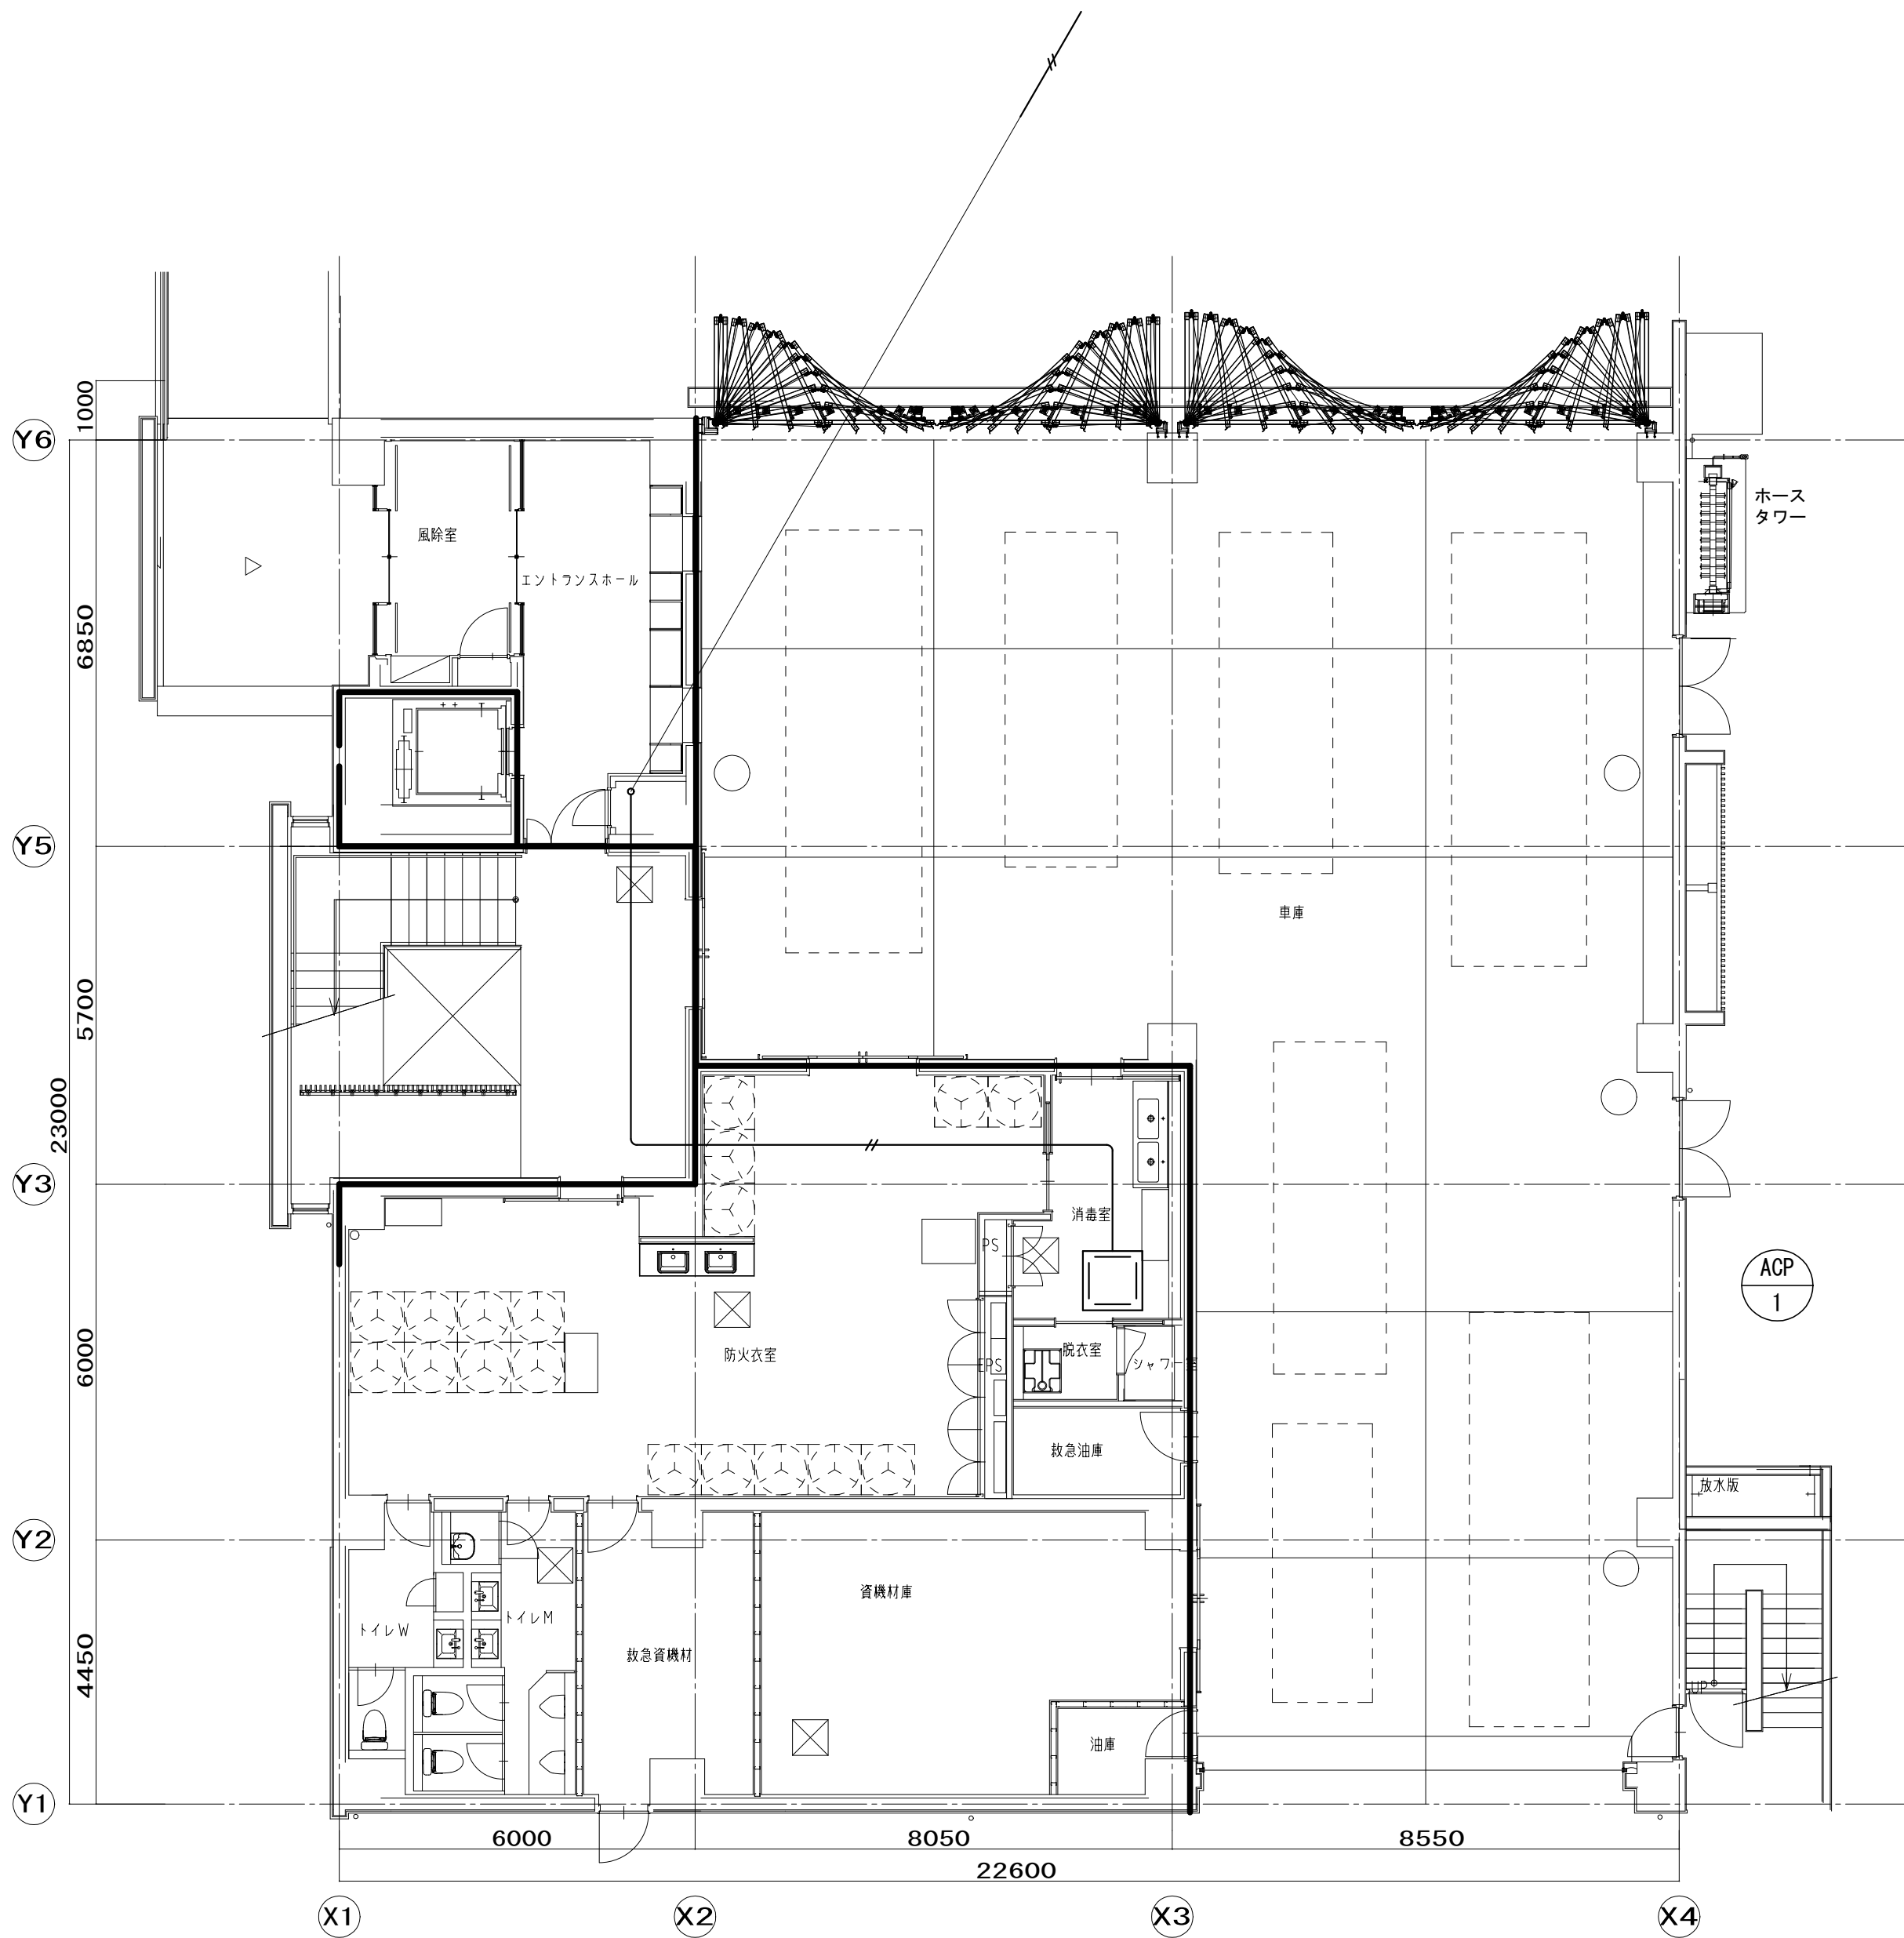 1000
Y6
ホース
タワー
風除室
エントランスホール
6850
Y5
車庫
5700
23000
Y3
消毒室
PS
ACP
1
6000
防火衣室
EPS
脱衣室
シャワー室
救急油庫
放水版
Y2
資機材庫
トイレW
トイレM
救急資機材
4450
UP
油庫
Y1
6000
8050
8550
22600
X1
X2
X3
X4